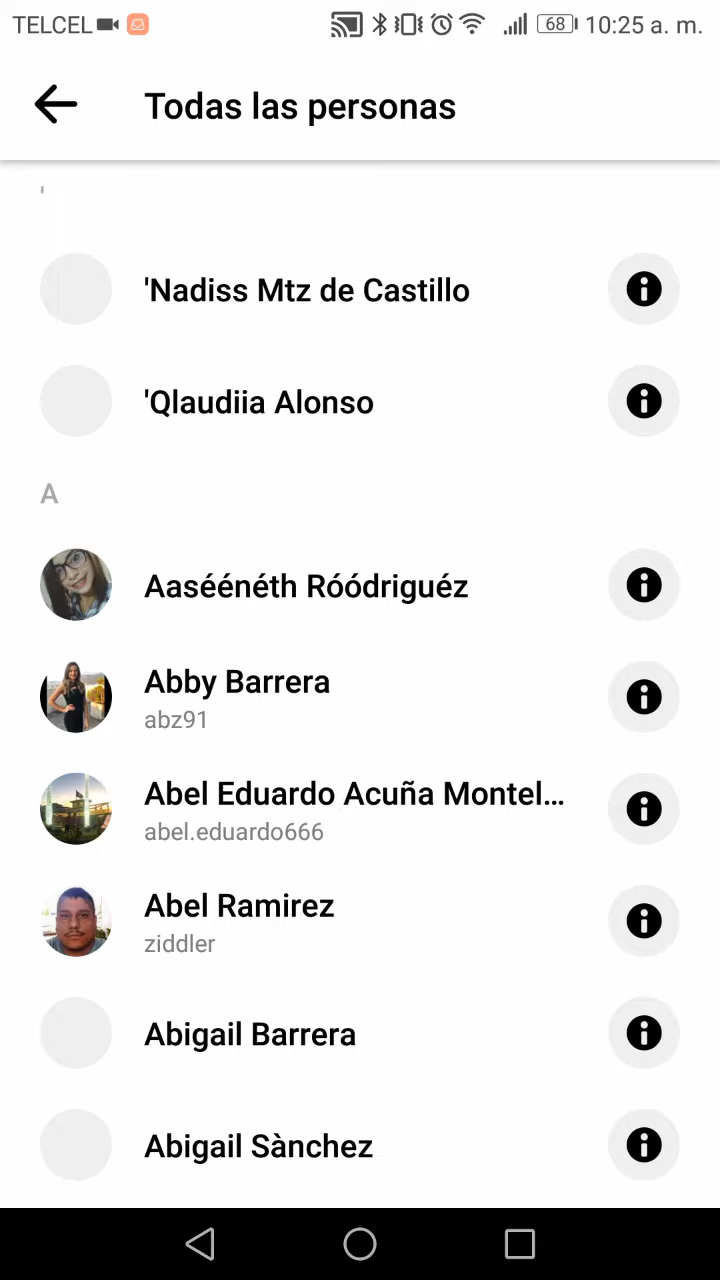 TELCEL 68 10:25 a. m.
Todas las personas
'
'Nadiss Mtz de Castillo
'Qlaudiia Alonso
A
Aaséénéth Róódriguéz
Abby Barrera
abz91
Abel Eduardo Acuña Montel...
abel.eduardo666
Abel Ramirez
ziddler
Abigail Barrera
Abigail Sànchez